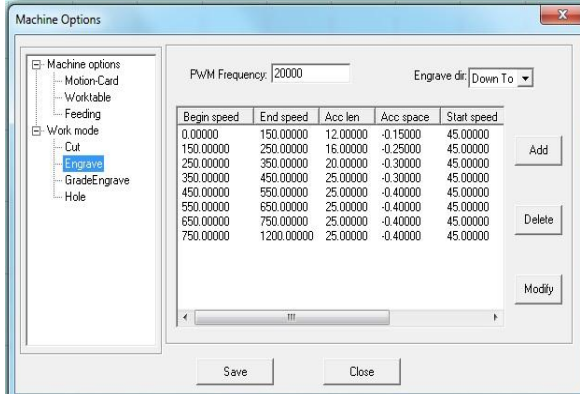 Machine Options
Machine options
Motion-Card
Worktable
Feeding
Work mode
Cut
Engrave
GradeEngrave
Hole
PWM Frequency: 20000
Engrave dir: Down To
Begin speed End speed Acc len Acc space Start speed
0.00000 150.00000 12.00000 -0.15000 45.00000
150.00000 250.00000 16.00000 -0.25000 45.00000
250.00000 350.00000 20.00000 -0.30000 45.00000
350.00000 450.00000 25.00000 -0.30000 45.00000
450.00000 550.00000 25.00000 -0.40000 45.00000
550.00000 650.00000 25.00000 -0.40000 45.00000
650.00000 750.00000 25.00000 -0.40000 45.00000
750.00000 1200.00000 25.00000 -0.40000 45.00000
Add
Delete
Modify
Save Close